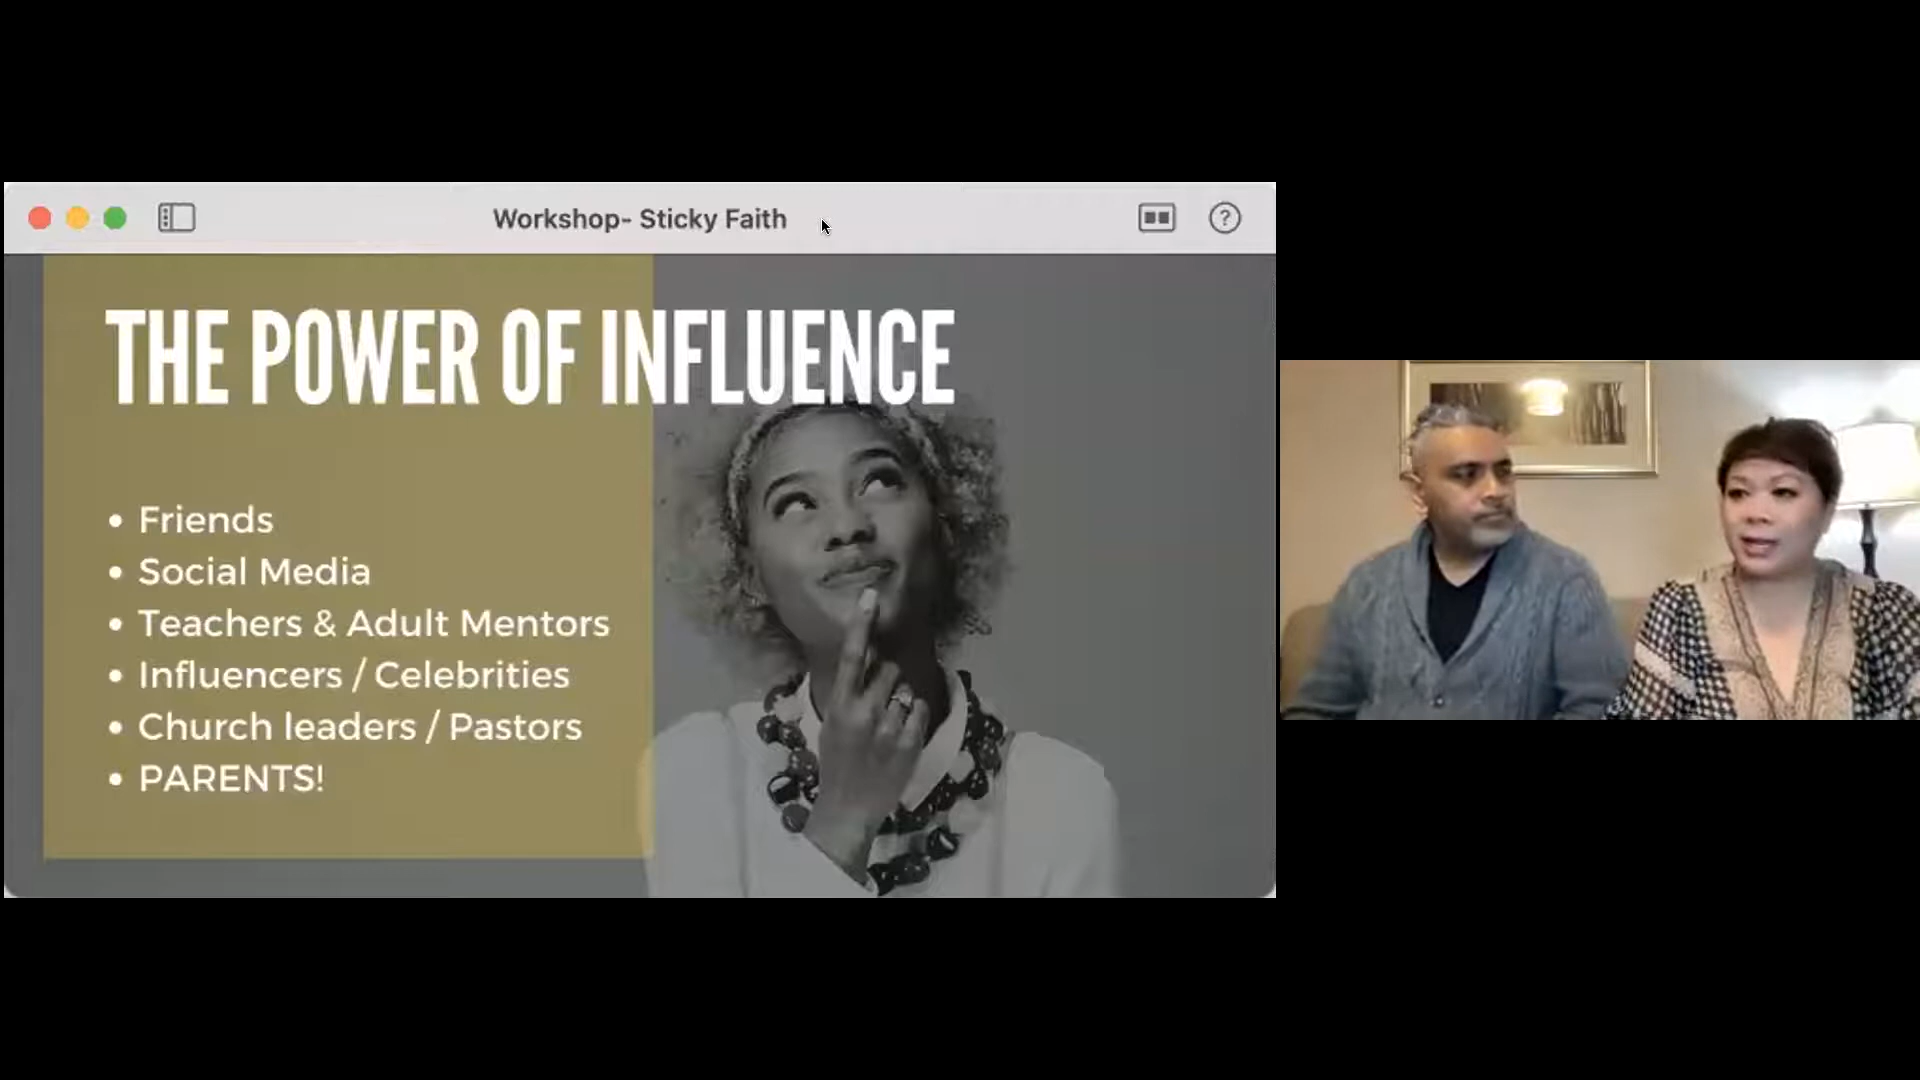 Workshop- Sticky Faith
THE POWER OF INFLUENCE
• Friends
• Social Media
• Teachers & Adult Mentors
• Influencers / Celebrities
• Church leaders / Pastors
• PARENTS!